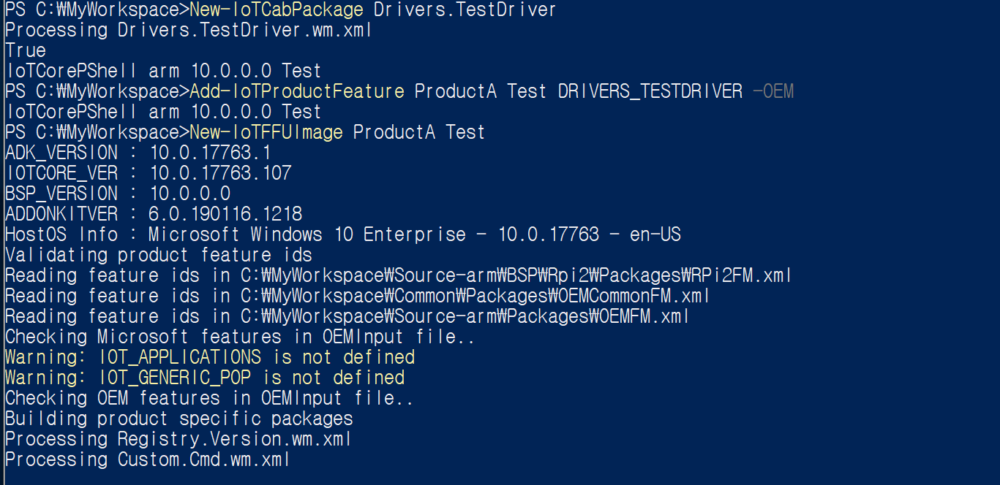 PS C:₩MyWorkspace>New-IoTCabPackage Drivers.TestDriver
Processing Drivers.TestDriver.wm.xml
True
IoTCorePShell arm 10.0.0.0 Test
PS C:₩MyWorkspace>Add-IoTProductFeature ProductA Test DRIVERS_TESTDRIVER -OEM
IoTCorePShell arm 10.0.0.0 Test
PS C:₩MyWorkspace>New-IoTFFUImage ProductA Test
ADK_VERSION : 10.0.17763.1
IOTCORE_VER : 10.0.17763.107
BSP_VERSION : 10.0.0.0
ADDONKITVER : 6.0.190116.1218
HostOS Info : Microsoft Windows 10 Enterprise - 10.0.17763 - en-US
Validating product feature ids
Reading feature ids in C:₩MyWorkspace₩Source-arm₩BSP₩Rpi2₩Packages₩RPi2FM.xml
Reading feature ids in C:₩MyWorkspace₩Common₩Packages₩OEMCommonFM.xml
Reading feature ids in C:₩MyWorkspace₩Source-arm₩Packages₩OEMFM.xml
Checking Microsoft features in OEMInput file..
Warning: IOT_APPLICATIONS is not defined
Warning: IOT_GENERIC_POP is not defined
Checking OEM features in OEMInput file..
Building product specific packages
Processing Registry.Version.wm.xml
Processing Custom.Cmd.wm.xml